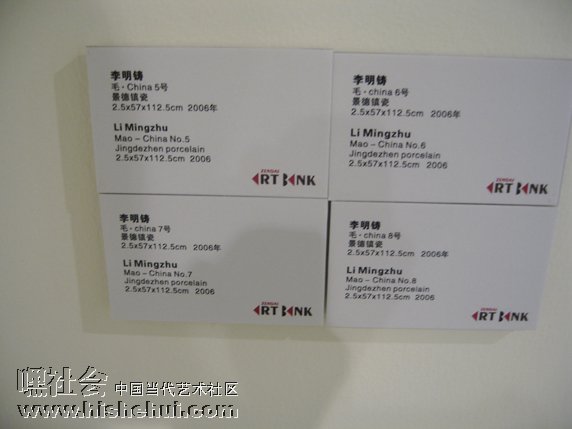 李明铸
毛·China 5号
景德镇瓷
2.5x57x112.5cm 2006年
Li Mingzhu
Mao – China No.5
Jingdezhen porcelain
2.5x57x112.5cm 2006
ZENDAI
ART BANK
李明铸
毛·china 6号
景德镇瓷
2.5x57x112.5cm 2006年
Li Mingzhu
Mao – China No.6
Jingdezhen porcelain
2.5x57x112.5cm 2006
ZENDAI
ART BANK
李明铸
毛·china 7号
景德镇瓷
2.5x57x112.5cm 2006年
Li Mingzhu
Mao – China No.7
Jingdezhen porcelain
2.5x57x112.5cm 2006
ZENDAI
ART BANK
李明铸
毛·china 8号
景德镇瓷
2.5x57x112.5cm 2006年
Li Mingzhu
Mao – China No.8
Jingdezhen porcelain
2.5x57x112.5cm 2006
ZENDAI
ART BANK
嘿社会 中国当代艺术社区
www.hishehui.com